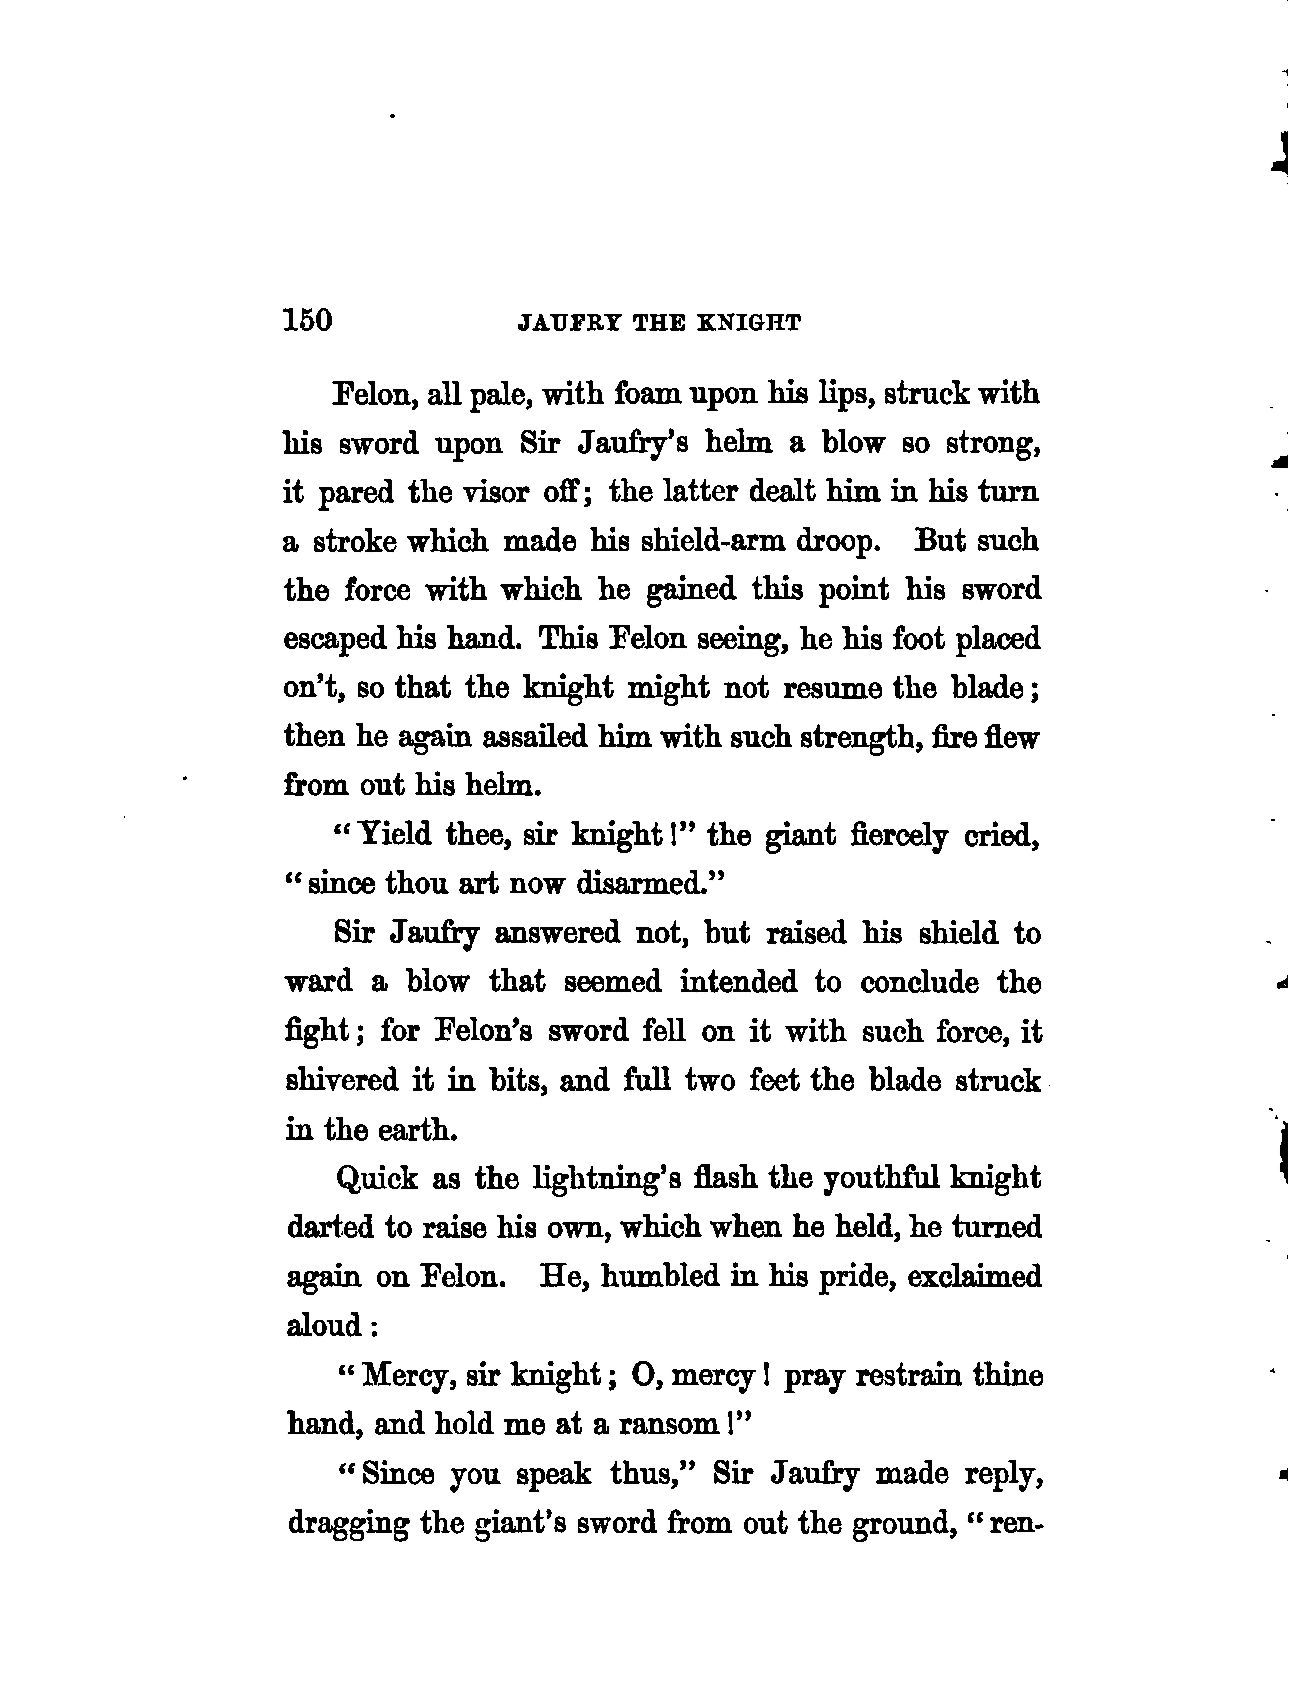 150 JAUFRY THE KNIGHT
Felon, all pale, with foam upon his lips, struck with
his sword upon Sir Jaufry's helm a blow so strong,
it pared the visor off; the latter dealt him in his turn
a stroke which made his shield-arm droop. But such
the force with which he gained this point his sword
escaped his hand. This Felon seeing, he his foot placed
on't, so that the knight might not resume the blade;
then he again assailed him with such strength, fire flew
from out his helm.
"Yield thee, sir knight!" the giant fiercely cried,
"since thou art now disarmed."
Sir Jaufry answered not, but raised his shield to
ward a blow that seemed intended to conclude the
fight; for Felon's sword fell on it with such force, it
shivered it in bits, and full two feet the blade struck
in the earth.
Quick as the lightning's flash the youthful knight
darted to raise his own, which when he held, he turned
again on Felon. He, humbled in his pride, exclaimed
aloud:
"Mercy, sir knight; O, mercy! pray restrain thine
hand, and hold me at a ransom!"
"Since you speak thus," Sir Jaufry made reply,
dragging the giant's sword from out the ground, "ren-